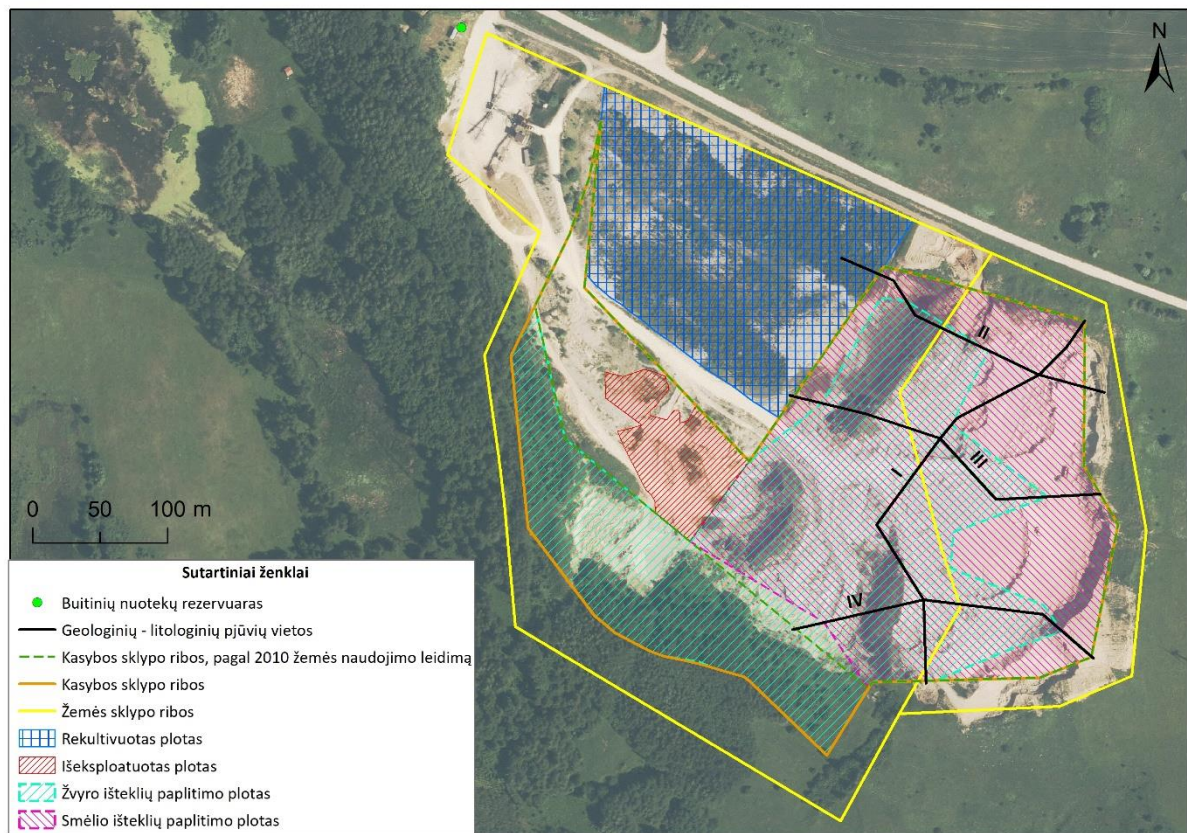 N
II
III
I
IV
0 50 100 m
Sutartiniai ženklai
Buitinių nuotekų rezervuaras
Geologinių - litologinių pjūvių vietos
Kasybos sklypo ribos, pagal 2010 žemės naudojimo leidimą
Kasybos sklypo ribos
Žemės sklypo ribos
Rekultivuotas plotas
Išeksploatuotas plotas
Žvyro išteklių paplitimo plotas
Smėlio išteklių paplitimo plotas